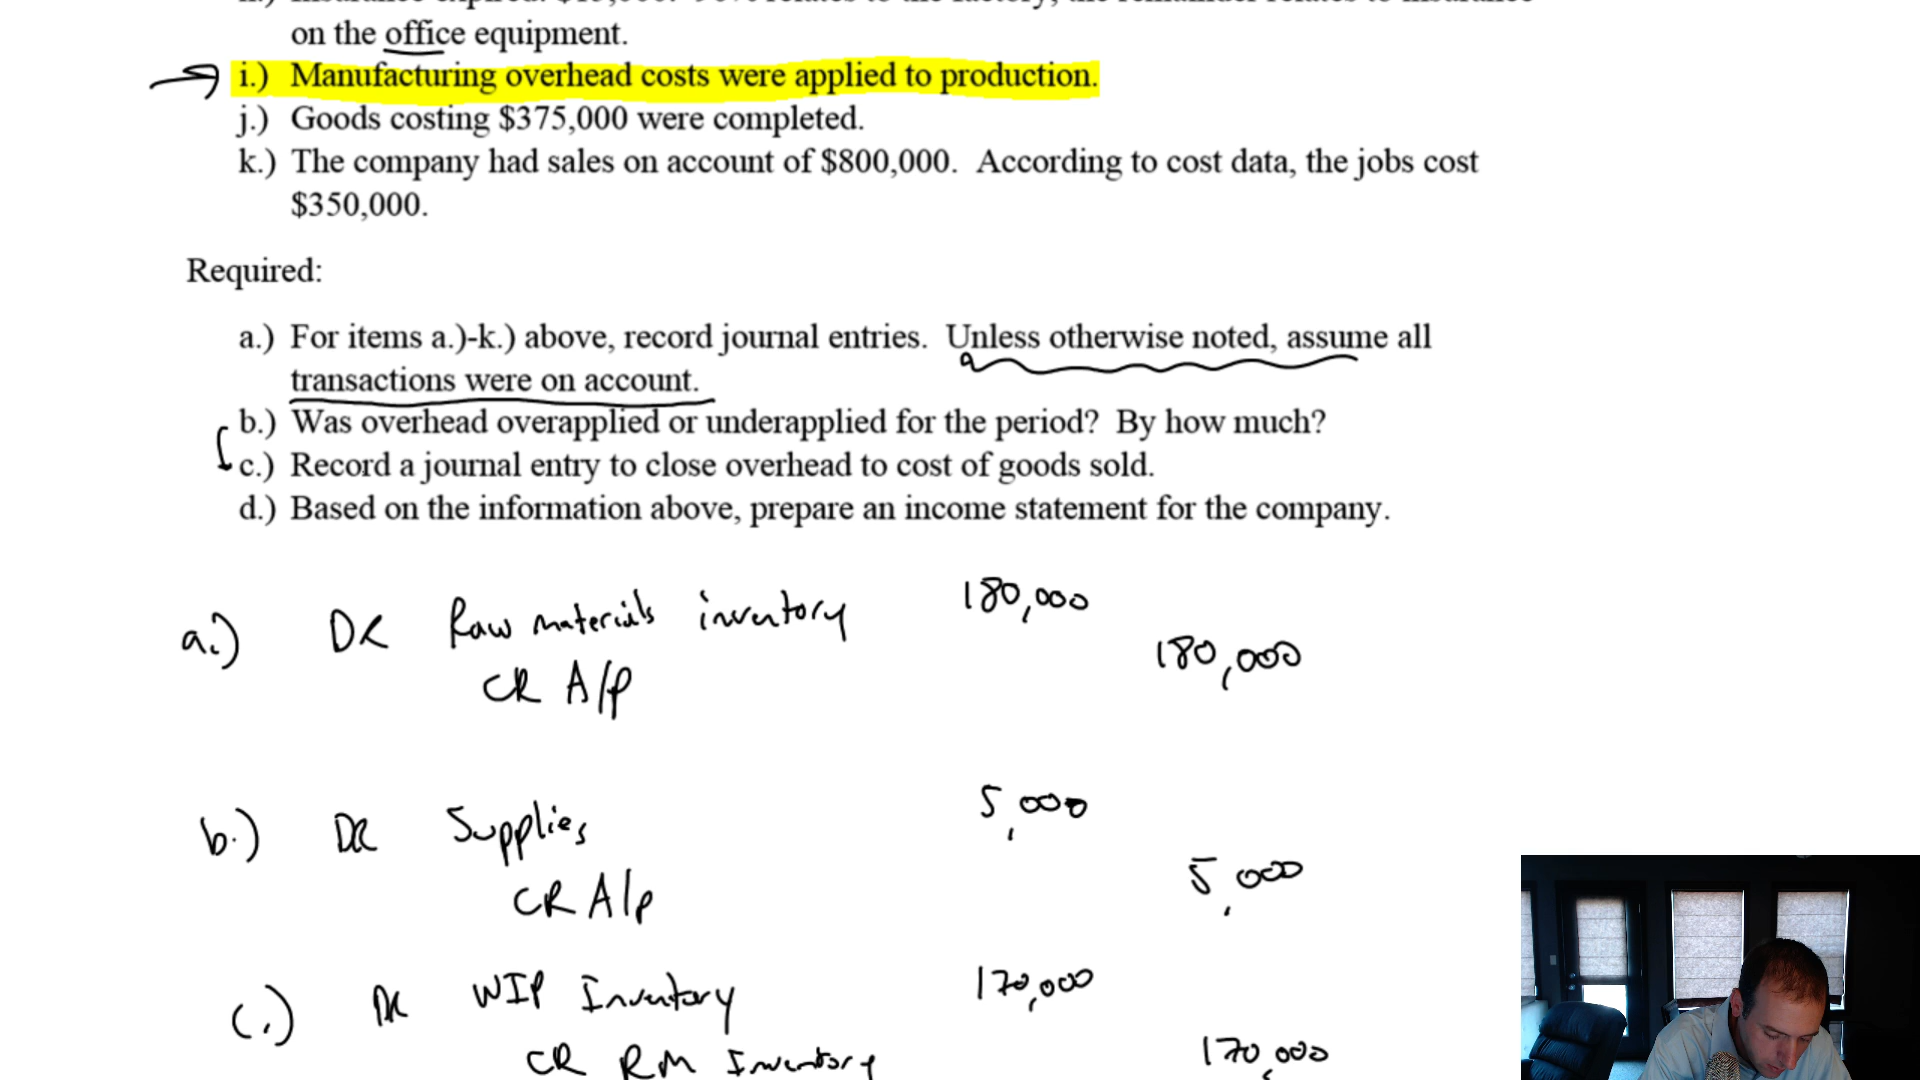 on the office equipment.
i.) Manufacturing overhead costs were applied to production.
j.) Goods costing $375,000 were completed.
k.) The company had sales on account of $800,000. According to cost data, the jobs cost
$350,000.
Required:
a.) For items a.)-k.) above, record journal entries. Unless otherwise noted, assume all
transactions were on account.
b.) Was overhead overapplied or underapplied for the period? By how much?
c.) Record a journal entry to close overhead to cost of goods sold.
d.) Based on the information above, prepare an income statement for the company.
a.) DR Raw materials inventory 180,000
CR A/P 180,000
b.) DR Supplies 5,000
CR A/P 5,000
c.) DR WIP Inventory 170,000
CR RM Inventory 170,000